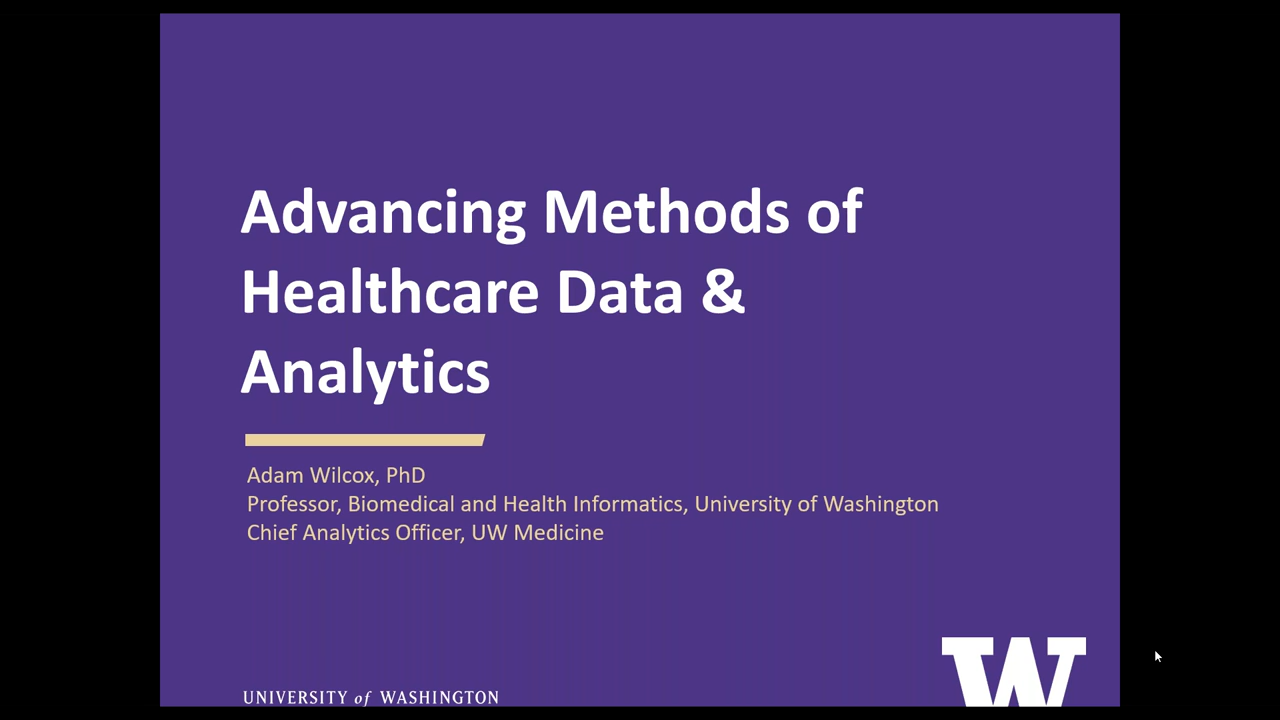 Advancing Methods of
Healthcare Data &
Analytics
Adam Wilcox, PhD
Professor, Biomedical and Health Informatics, University of Washington
Chief Analytics Officer, UW Medicine
UNIVERSITY of WASHINGTON
W